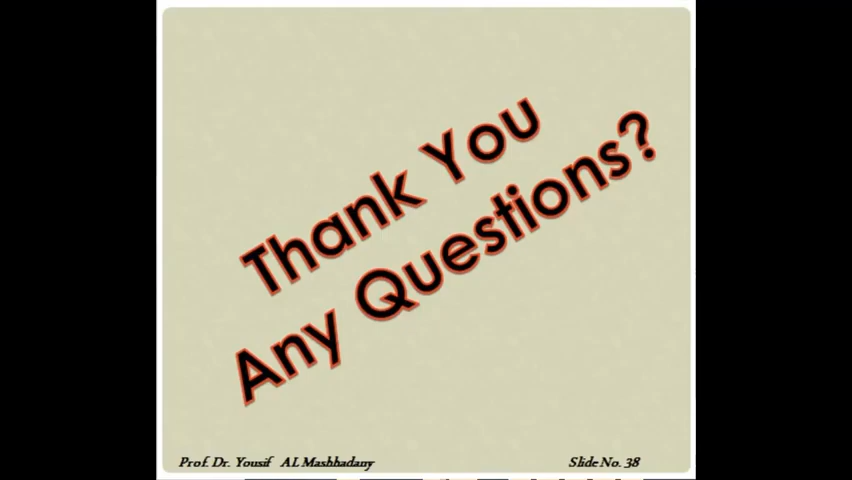 Thank You
Any Questions?
Prof. Dr. Yousif AL Mashhadany
Slide No. 38